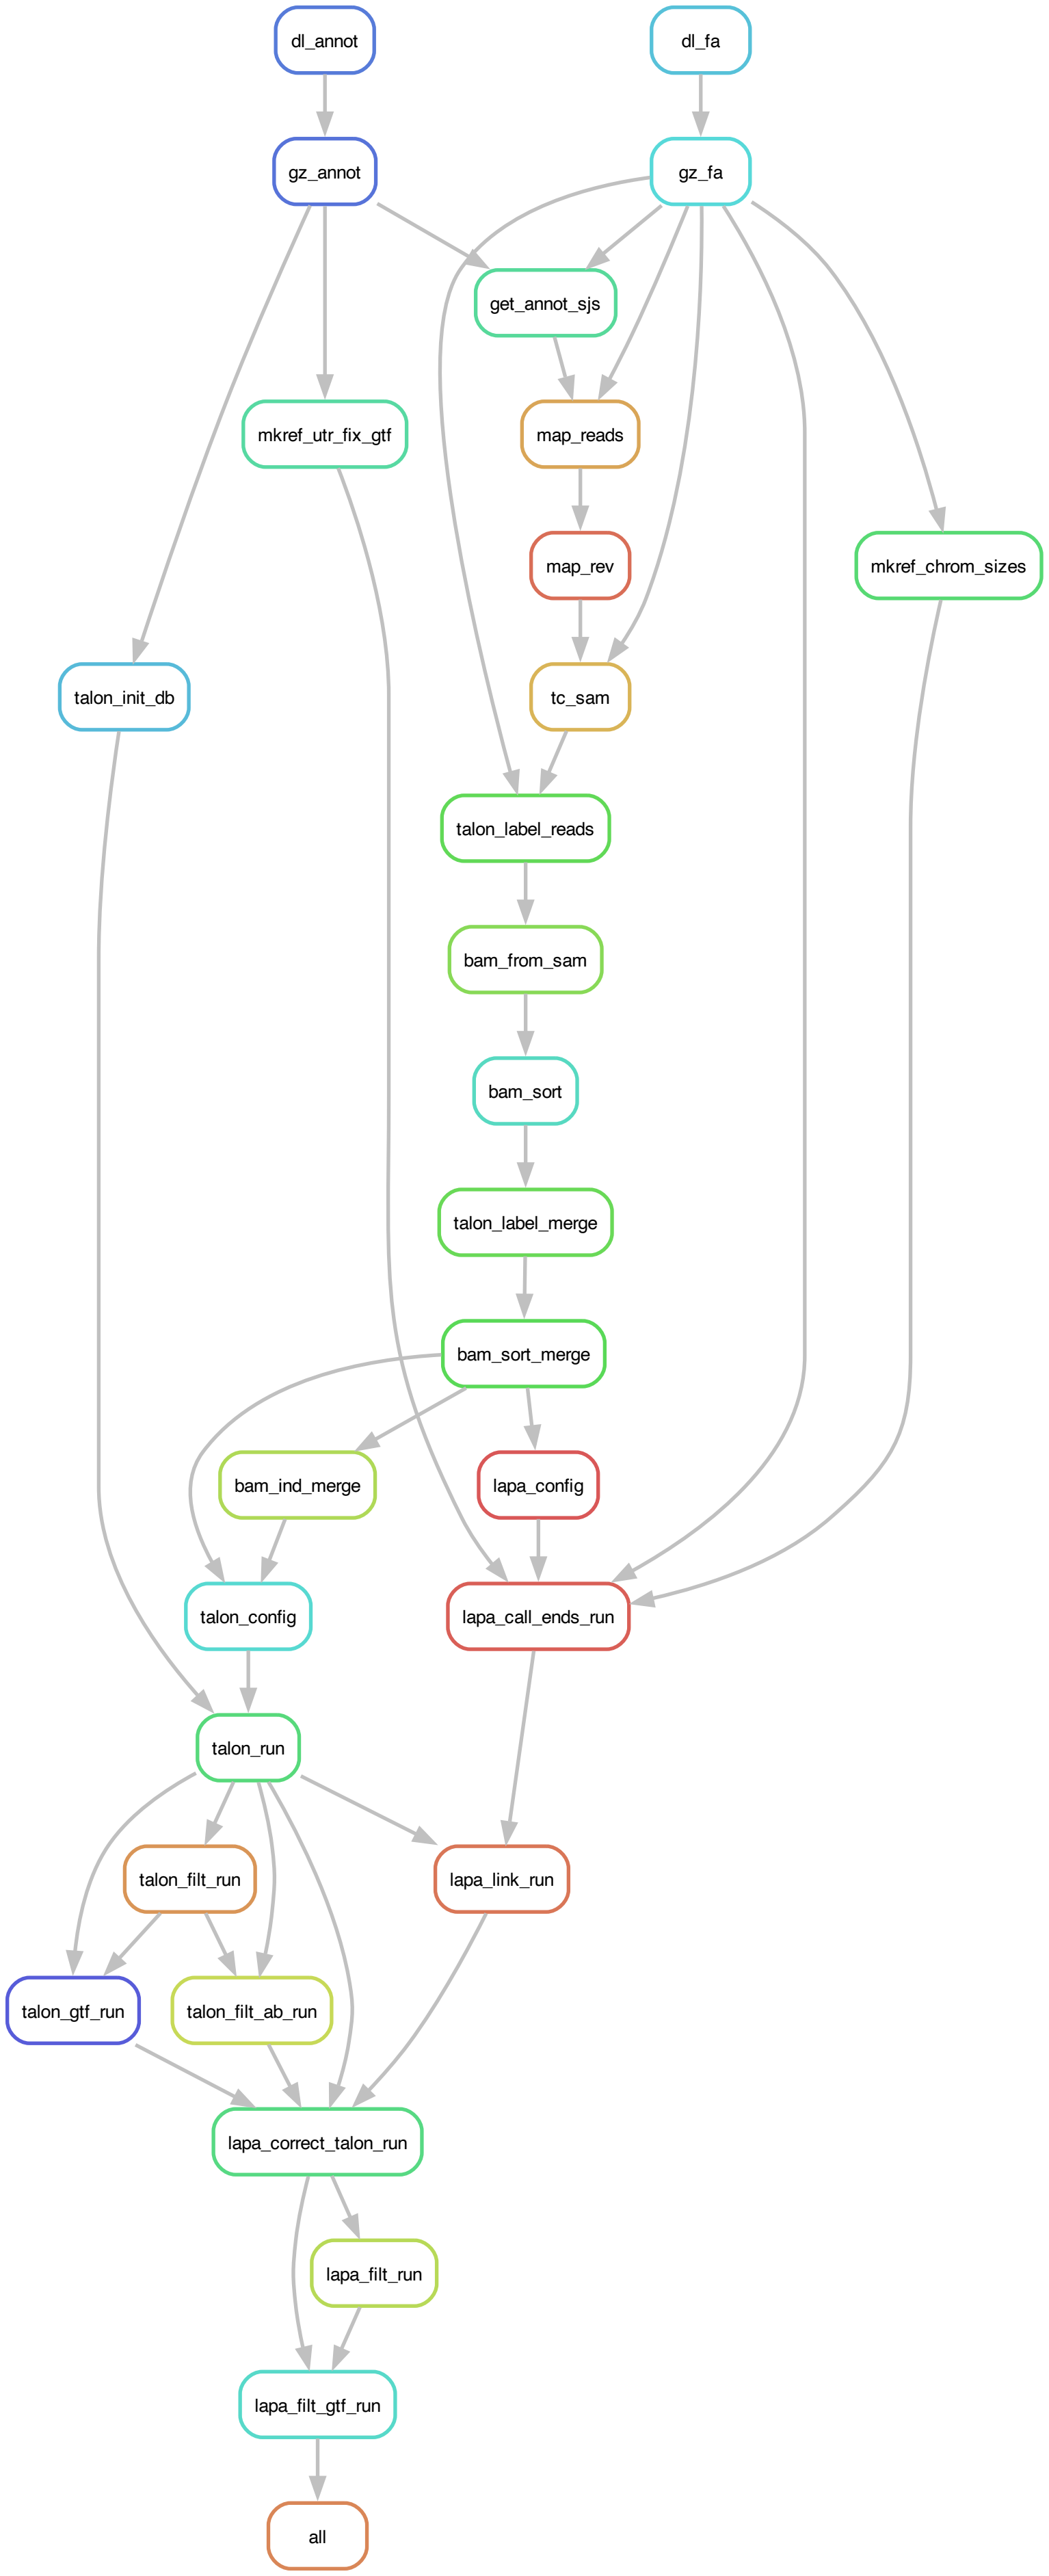 dl_annot
dl_fa
gz_annot
gz_fa
get_annot_sjs
mkref_utr_fix_gtf
map_reads
map_rev
mkref_chrom_sizes
talon_init_db
tc_sam
talon_label_reads
bam_from_sam
bam_sort
talon_label_merge
bam_sort_merge
bam_ind_merge
lapa_config
talon_config
lapa_call_ends_run
talon_run
talon_filt_run
lapa_link_run
talon_gtf_run
talon_filt_ab_run
lapa_correct_talon_run
lapa_filt_run
lapa_filt_gtf_run
all